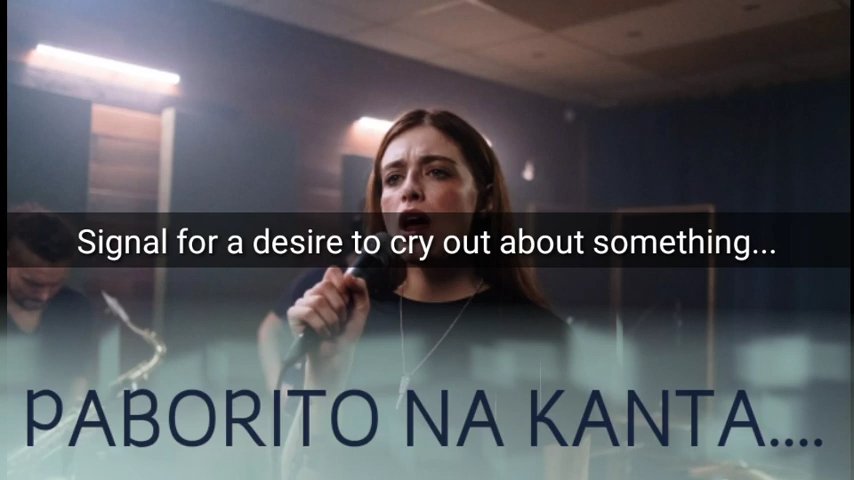 Signal for a desire to cry out about something...
PABORITO NA KANTA....